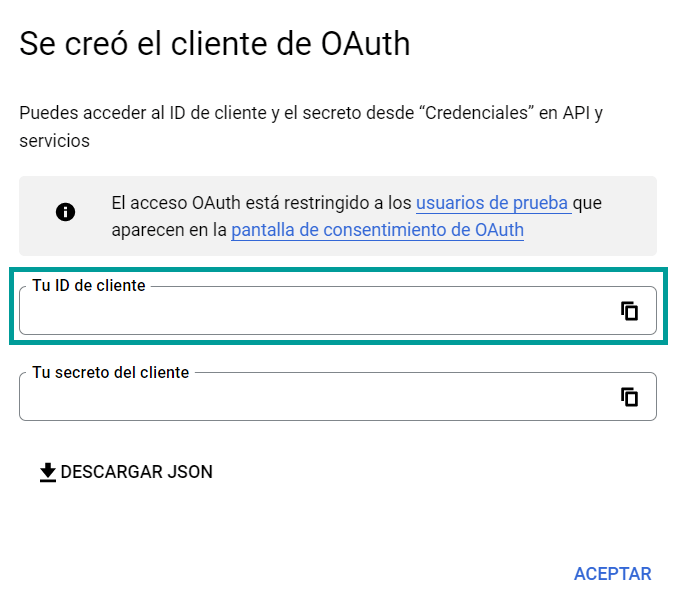 Se creó el cliente de OAuth
Puedes acceder al ID de cliente y el secreto desde “Credenciales” en API y
servicios
El acceso OAuth está restringido a los usuarios de prueba que
aparecen en la pantalla de consentimiento de OAuth
Tu ID de cliente
Tu secreto del cliente
DESCARGAR JSON
ACEPTAR